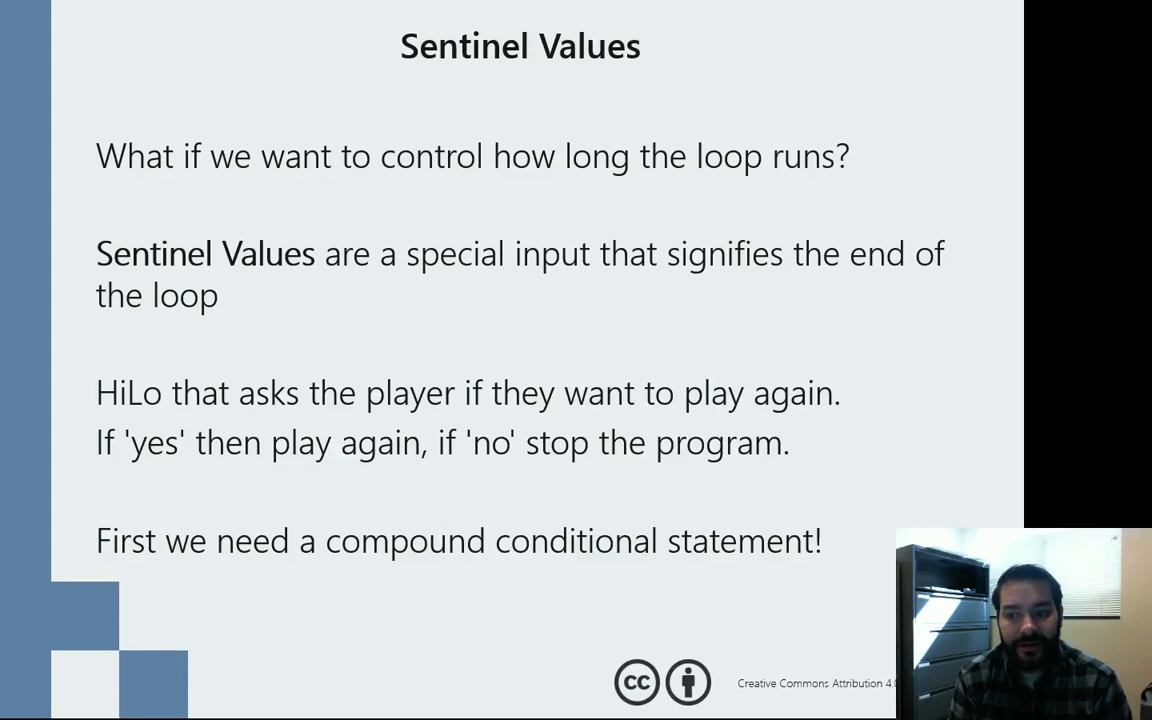 Sentinel Values
What if we want to control how long the loop runs?
Sentinel Values are a special input that signifies the end of
the loop
HiLo that asks the player if they want to play again.
If 'yes' then play again, if 'no' stop the program.
First we need a compound conditional statement!
cc
Creative Commons Attribution 4.0